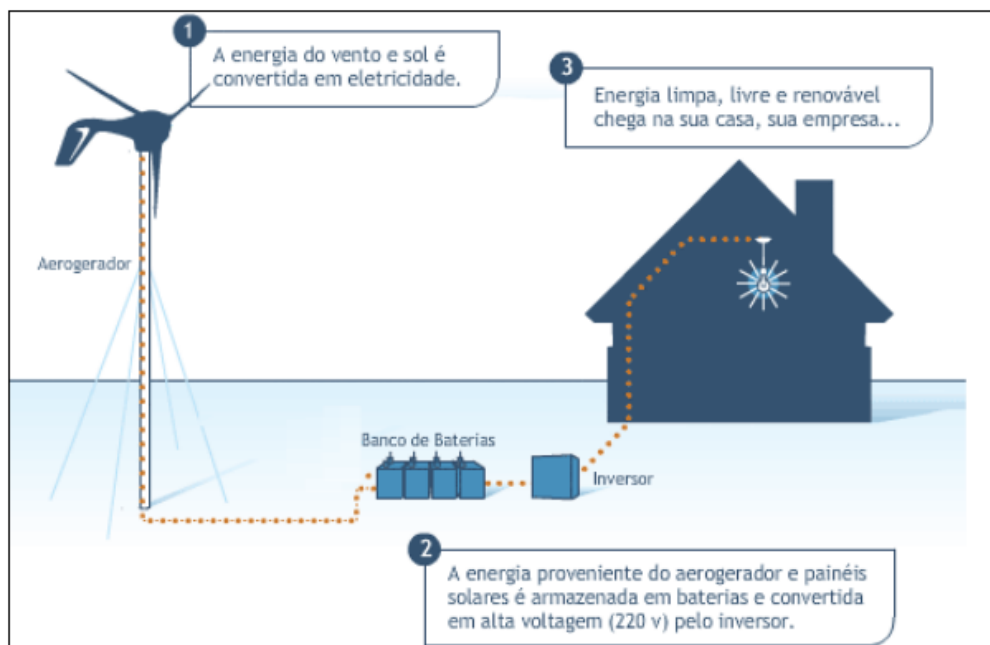 1
A energia do vento e sol é
convertida em eletricidade.
3
Energia limpa, livre e renovável
chega na sua casa, sua empresa...
Aerogerador
Banco de Baterias
Inversor
2
A energia proveniente do aerogerador e painéis
solares é armazenada em baterias e convertida
em alta voltagem (220 v) pelo inversor.